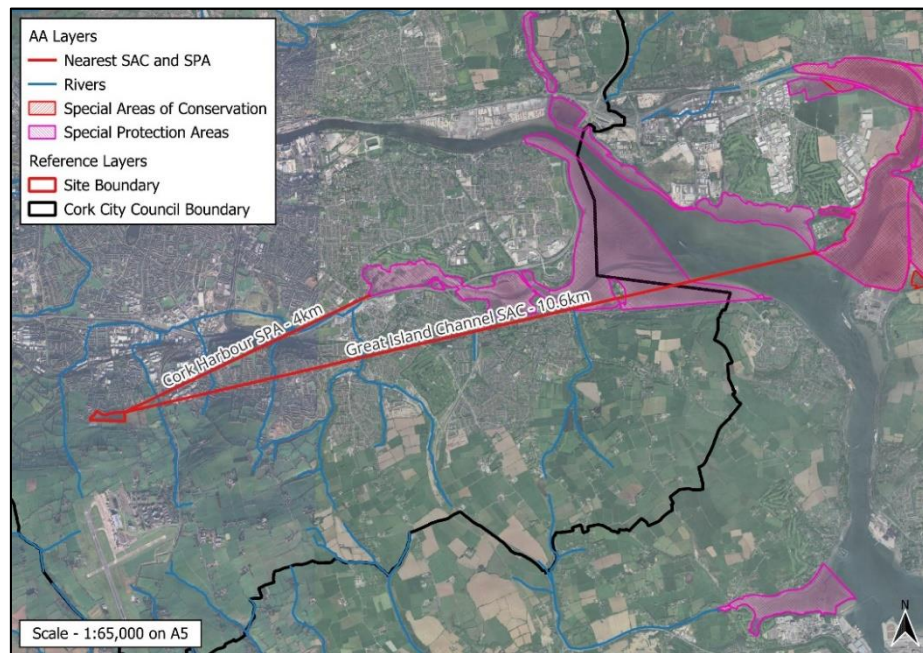 AA Layers
Nearest SAC and SPA
Rivers
Special Areas of Conservation
Special Protection Areas
Reference Layers
Site Boundary
Cork City Council Boundary
Cork Harbour SPA - 4km
Great Island Channel SAC - 10.6km
Scale - 1:65,000 on A5
N